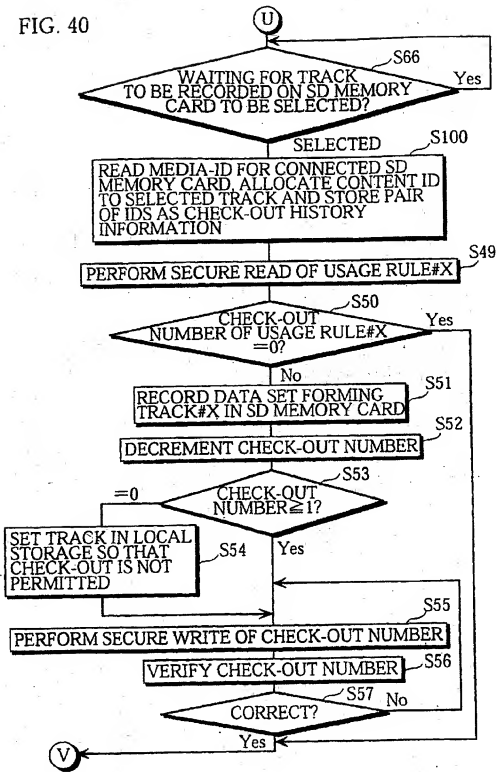 FIG. 40
U
S66
WAITING FOR TRACK
TO BE RECORDED ON SD MEMORY
CARD TO BE SELECTED?
Yes
SELECTED
S100
READ MEDIA-ID FOR CONNECTED SD
MEMORY CARD, ALLOCATE CONTENT ID
TO SELECTED TRACK AND STORE PAIR
OF IDS AS CHECK-OUT HISTORY
INFORMATION
S49
PERFORM SECURE READ OF USAGE RULE#X
S50
CHECK-OUT
NUMBER OF USAGE RULE#X
=0?
Yes
No
S51
RECORD DATA SET FORMING
TRACK#X IN SD MEMORY CARD
S52
DECREMENT CHECK-OUT NUMBER
S53
=0
CHECK-OUT
NUMBER≧1?
SET TRACK IN LOCAL
STORAGE SO THAT
CHECK-OUT IS NOT
PERMITTED
S54
Yes
S55
PERFORM SECURE WRITE OF CHECK-OUT NUMBER
S56
VERIFY CHECK-OUT NUMBER
S57
CORRECT?
No
Yes
V